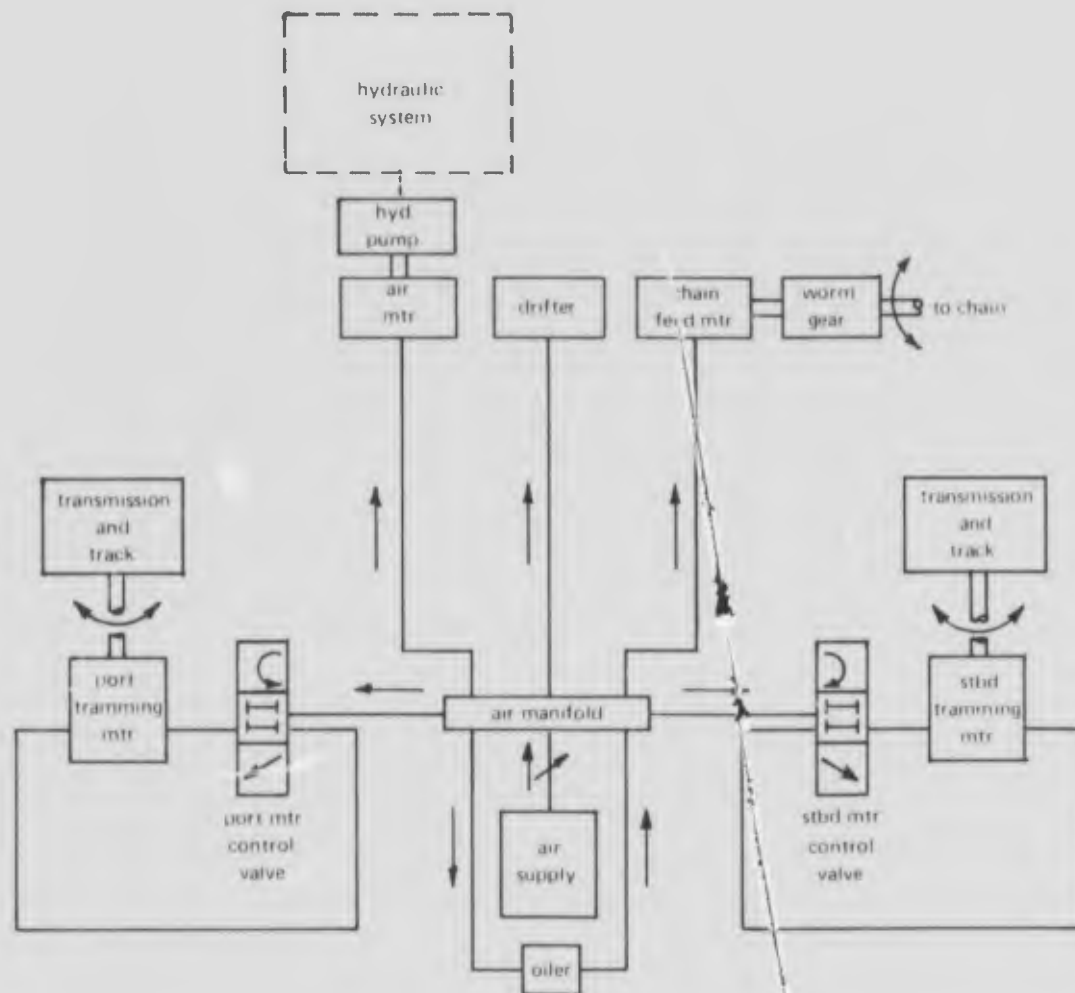 hydraulic
system
hyd
pump
air
mtr
drifter
chain
feed mtr
worm
gear
to chain
transmission
and
track
transmission
and
track
port
tramming
mtr
air manifold
stbd
tramming
mtr
port mtr
control
valve
air
supply
stbd mtr
control
valve
oiler